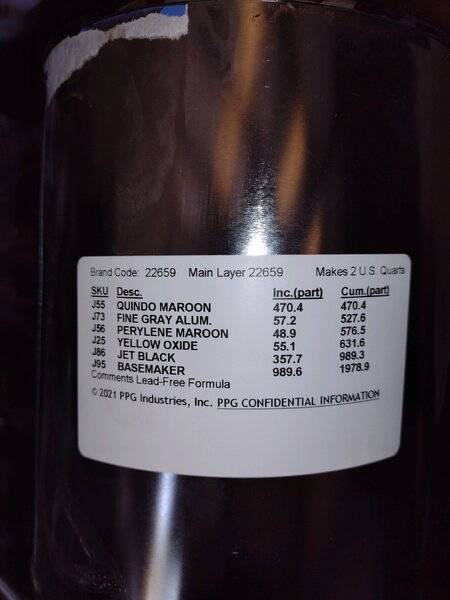 Brand Code: 22659 Main Layer 22659 Makes 2 U.S. Quarts
SKU Desc. Inc.(part) Cum.(part)
J55 QUINDO MAROON 470.4 470.4
J73 FINE GRAY ALUM. 57.2 527.6
J56 PERYLENE MAROON 48.9 576.5
J25 YELLOW OXIDE 55.1 631.6
J86 JET BLACK 357.7 989.3
J95 BASEMAKER 989.6 1978.9
Comments Lead-Free Formula
© 2021 PPG Industries, Inc. PPG CONFIDENTIAL INFORMATION